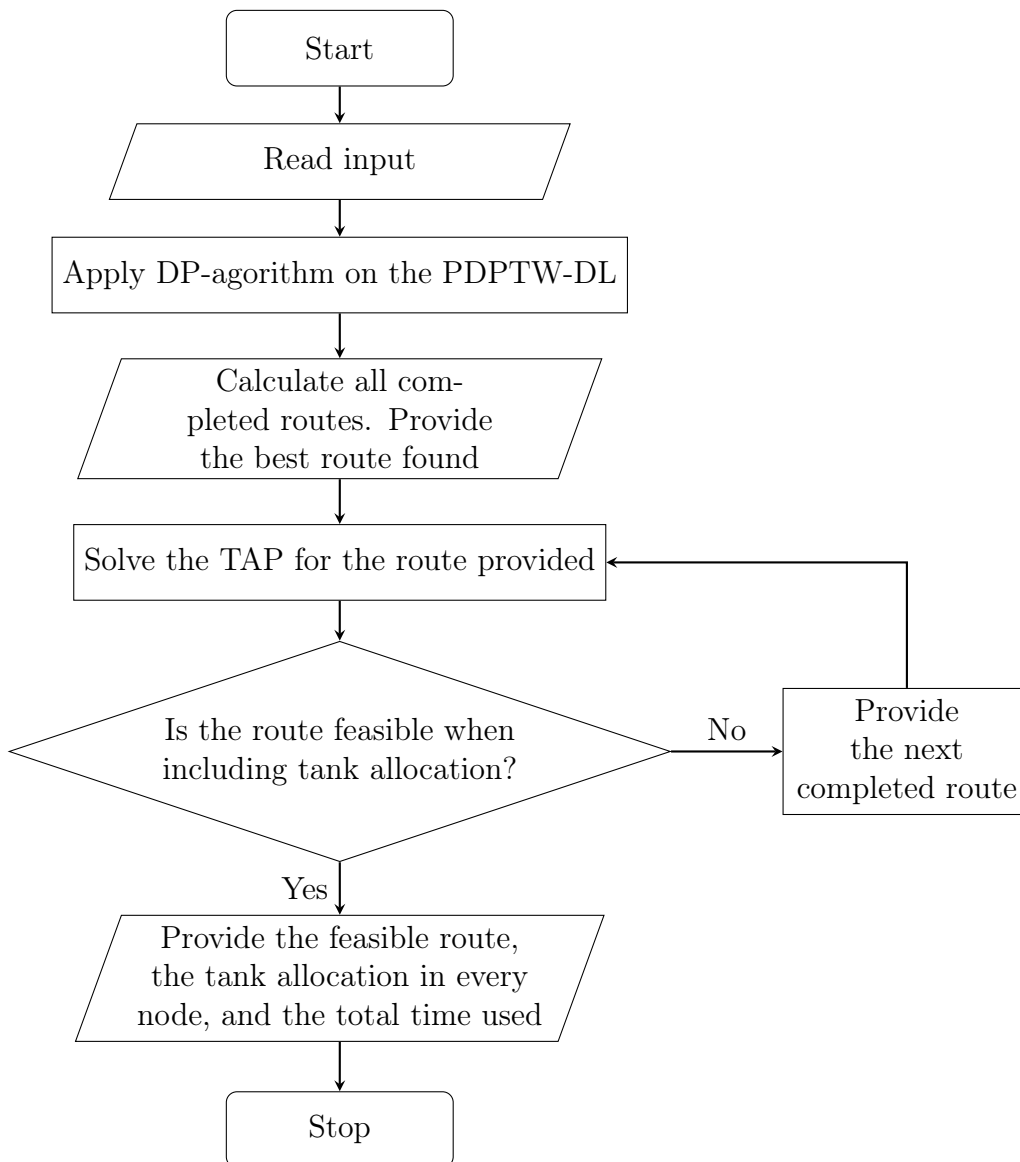 Start
Read input
Apply DP-agorithm on the PDPTW-DL
Calculate all com-
pleted routes. Provide
the best route found
Solve the TAP for the route provided
Is the route feasible when
including tank allocation?
No
Provide
the next
completed route
Yes
Provide the feasible route,
the tank allocation in every
node, and the total time used
Stop